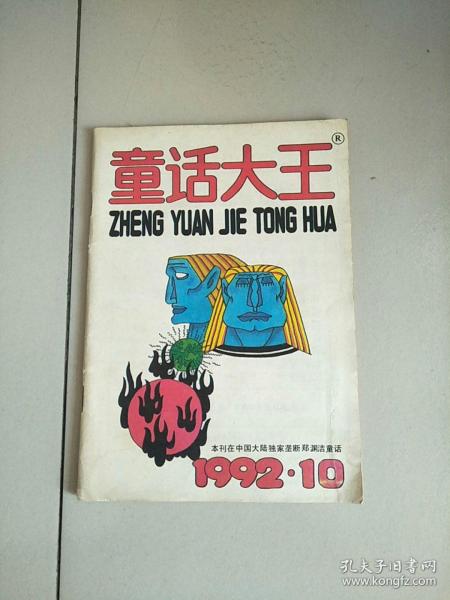 童话大王®
ZHENG YUAN JIE TONG HUA
本刊在中国大陆独家垄断郑渊洁童话
1992·10
孔夫子旧书网
www.kongfz.com